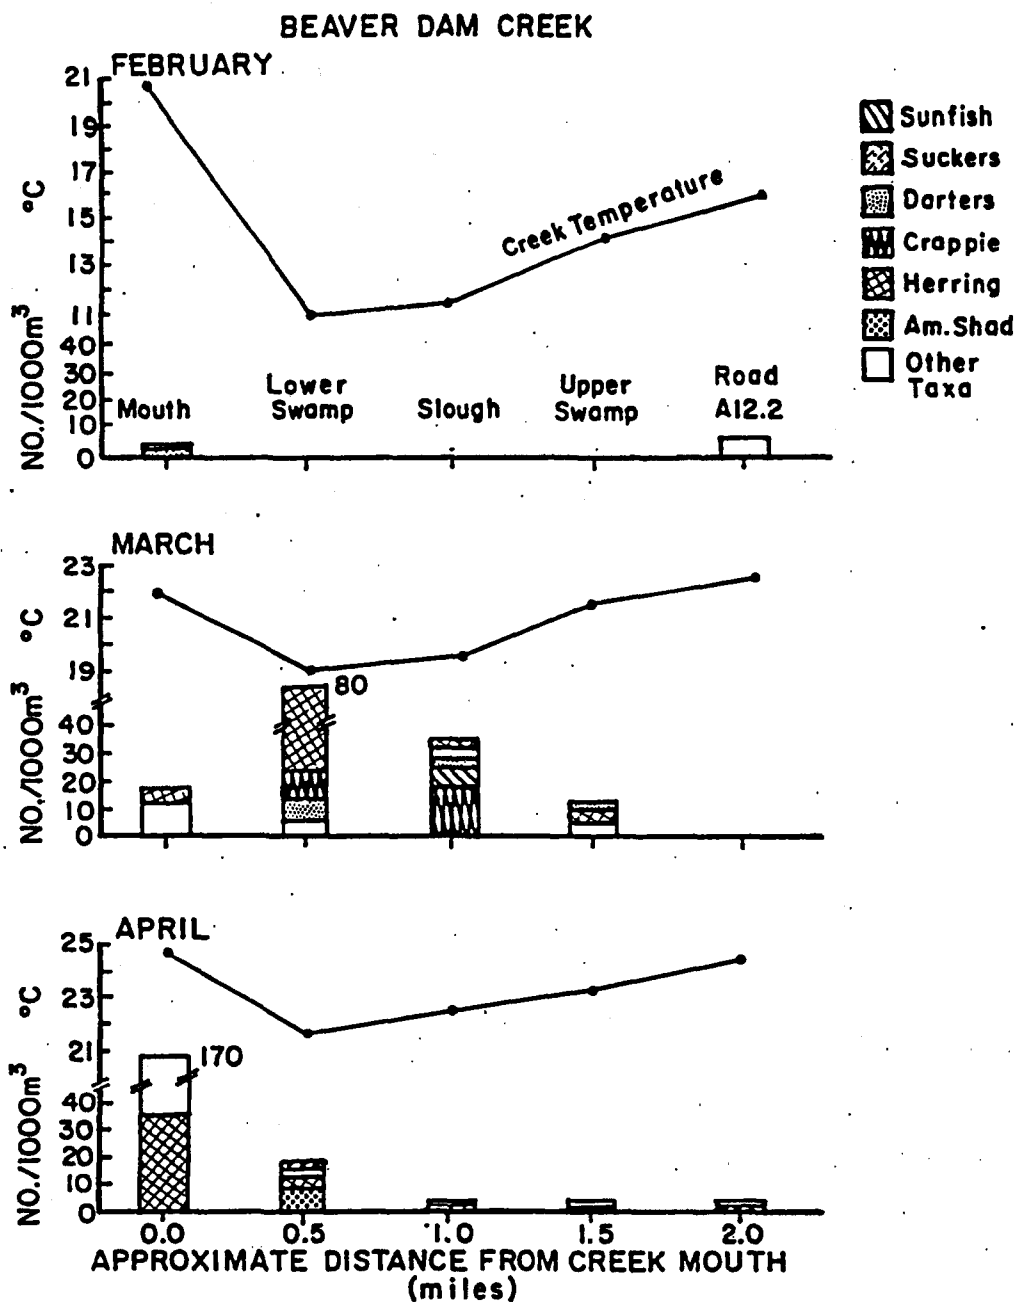 BEAVER DAM CREEK
FEBRUARY
21
19
17
15
13
11
°C
40
30
20
10
0
NO./1000m³
Creek Temperature
Mouth
Lower
Swamp
Slough
Upper
Swamp
Road
A12.2
Sunfish
Suckers
Darters
Crappie
Herring
Am.Shad
Other
Taxa
MARCH
23
21
19
°C
40
30
20
10
0
NO./1000m³
80
APRIL
25
23
21
°C
40
30
20
10
0
NO./1000m³
170
0.0 0.5 1.0 1.5 2.0
APPROXIMATE DISTANCE FROM CREEK MOUTH
(miles)